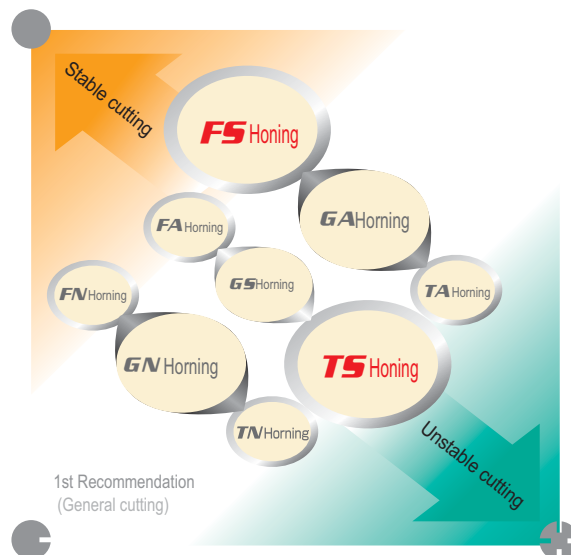 Stable cutting
FS Honing
FA Horning
GA Horning
GS Horning
FN Horning
TA Horning
GN Horning
TS Honing
TN Horning
Unstable cutting
1st Recommendation
(General cutting)